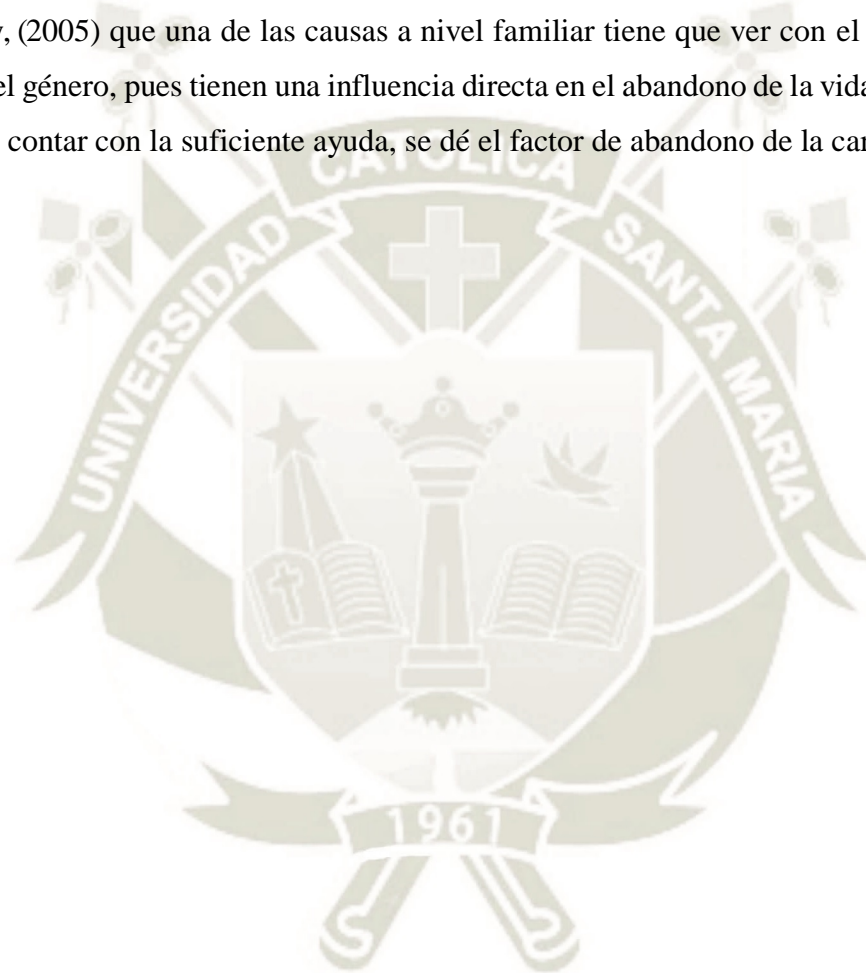 , (2005) que una de las causas a nivel familiar tiene que ver con el
el género, pues tienen una influencia directa en el abandono de la vida
contar con la suficiente ayuda, se dé el factor de abandono de la
UNIVERSIDAD CATOLICA SANTA MARIA
1961